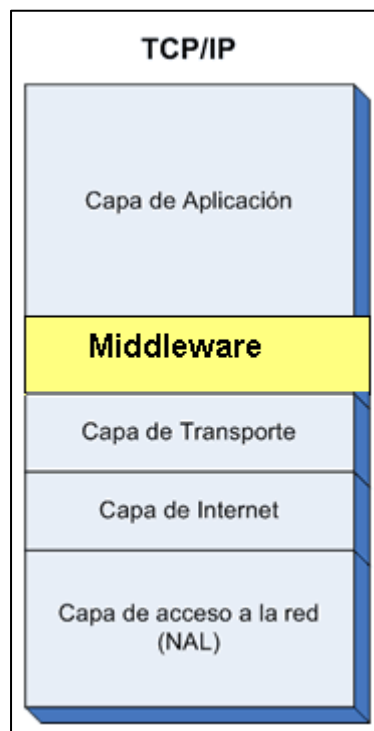 TCP/IP
Capa de Aplicación
Middleware
Capa de Transporte
Capa de Internet
Capa de acceso a la red
(NAL)